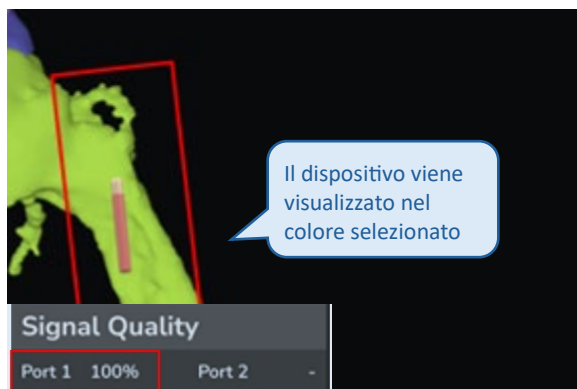 Il dispositivo viene
visualizzato nel
colore selezionato
Signal Quality
Port 1 100% Port 2 -